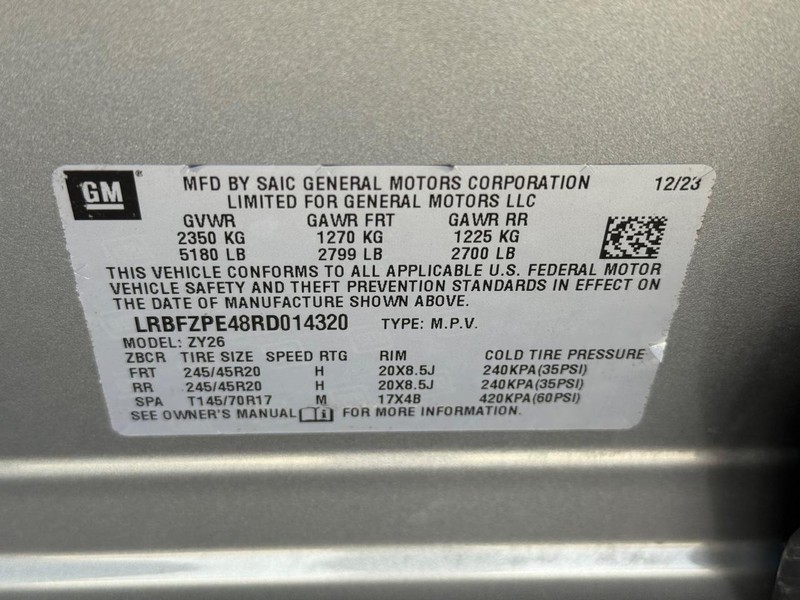 GM® MFD BY SAIC GENERAL MOTORS CORPORATION 12/23
LIMITED FOR GENERAL MOTORS LLC
GVWR GAWR FRT GAWR RR
2350 KG 1270 KG 1225 KG
5180 LB 2799 LB 2700 LB
THIS VEHICLE CONFORMS TO ALL APPLICABLE U.S. FEDERAL MOTOR
VEHICLE SAFETY AND THEFT PREVENTION STANDARDS IN EFFECT ON
THE DATE OF MANUFACTURE SHOWN ABOVE.
LRBFZPE48RD014320 TYPE: M.P.V.
MODEL: ZY26
ZBCR TIRE SIZE SPEED RTG RIM COLD TIRE PRESSURE
FRT 245/45R20 H 20X8.5J 240KPA(35PSI)
RR 245/45R20 H 20X8.5J 240KPA(35PSI)
SPA T145/70R17 M 17X4B 420KPA(60PSI)
SEE OWNER'S MANUAL FOR MORE INFORMATION.